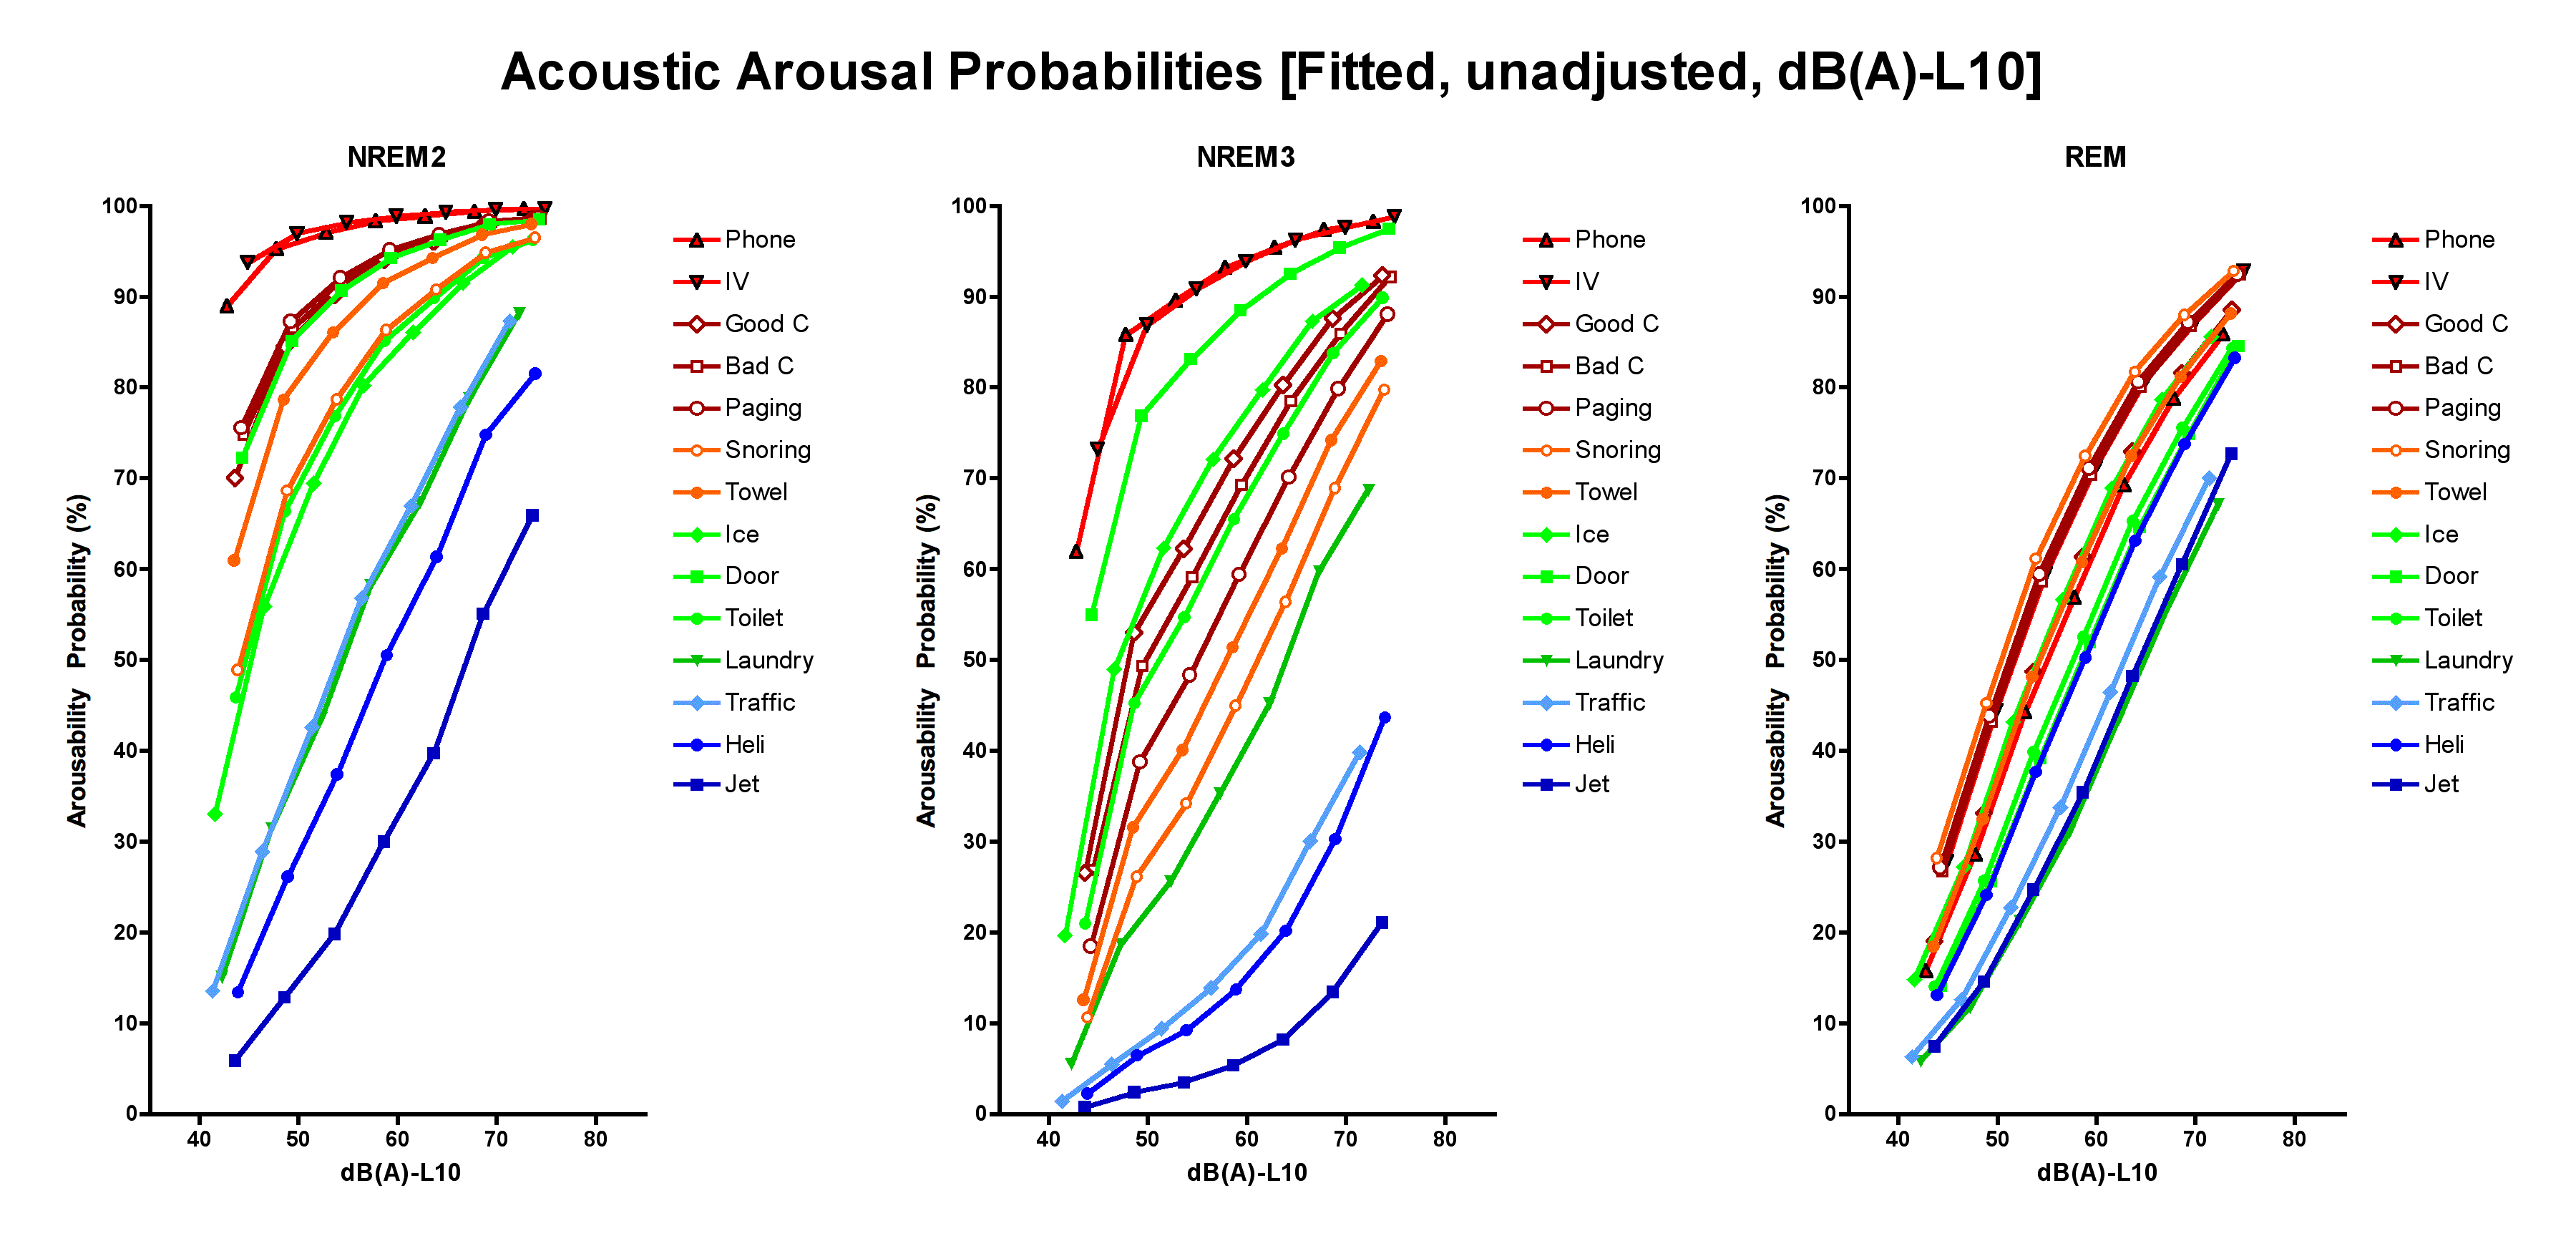 Acoustic Arousal Probabilities [Fitted, unadjusted, dB(A)-L10]
NREM2
Arousability Probability (%)
100
90
80
70
60
50
40
30
20
10
0
40 50 60 70 80
dB(A)-L10
Phone
IV
Good C
Bad C
Paging
Snoring
Towel
Ice
Door
Toilet
Laundry
Traffic
Heli
Jet
NREM3
Arousability Probability (%)
100
90
80
70
60
50
40
30
20
10
0
40 50 60 70 80
dB(A)-L10
Phone
IV
Good C
Bad C
Paging
Snoring
Towel
Ice
Door
Toilet
Laundry
Traffic
Heli
Jet
REM
Arousability Probability (%)
100
90
80
70
60
50
40
30
20
10
0
40 50 60 70 80
dB(A)-L10
Phone
IV
Good C
Bad C
Paging
Snoring
Towel
Ice
Door
Toilet
Laundry
Traffic
Heli
Jet